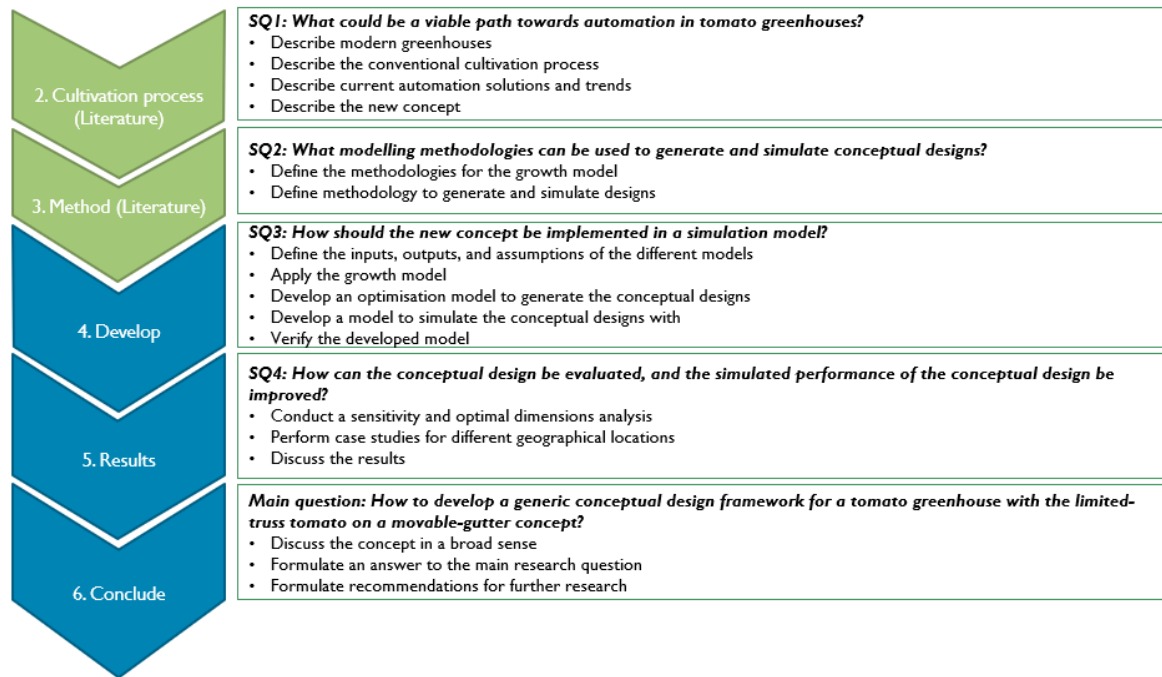 SQ1: What could be a viable path towards automation in tomato greenhouses?
• Describe modern greenhouses
• Describe the conventional cultivation process
• Describe current automation solutions and trends
• Describe the new concept
2. Cultivation process
(Literature)
SQ2: What modelling methodologies can be used to generate and simulate conceptual designs?
• Define the methodologies for the growth model
• Define methodology to generate and simulate designs
3. Method (Literature)
SQ3: How should the new concept be implemented in a simulation model?
• Define the inputs, outputs, and assumptions of the different models
• Apply the growth model
• Develop an optimisation model to generate the conceptual designs
• Develop a model to simulate the conceptual designs with
• Verify the developed model
4. Develop
SQ4: How can the conceptual design be evaluated, and the simulated performance of the conceptual design be
improved?
• Conduct a sensitivity and optimal dimensions analysis
• Perform case studies for different geographical locations
• Discuss the results
5. Results
Main question: How to develop a generic conceptual design framework for a tomato greenhouse with the limited-
truss tomato on a movable-gutter concept?
• Discuss the concept in a broad sense
• Formulate an answer to the main research question
• Formulate recommendations for further research
6. Conclude